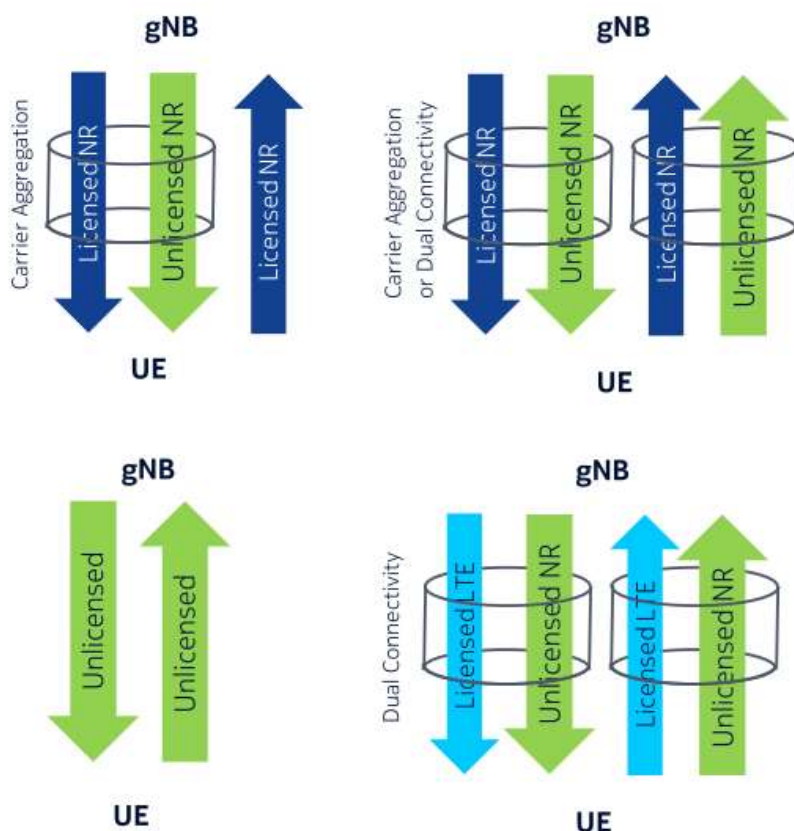 gNB
Carrier Aggregation
Licensed NR
Unlicensed NR
Licensed NR
UE
gNB
Carrier Aggregation
or Dual Connectivity
Licensed NR
Unlicensed NR
Licensed NR
Unlicensed NR
UE
gNB
Unlicensed
Unlicensed
UE
gNB
Dual Connectivity
Licensed LTE
Unlicensed NR
Licensed LTE
Unlicensed NR
UE